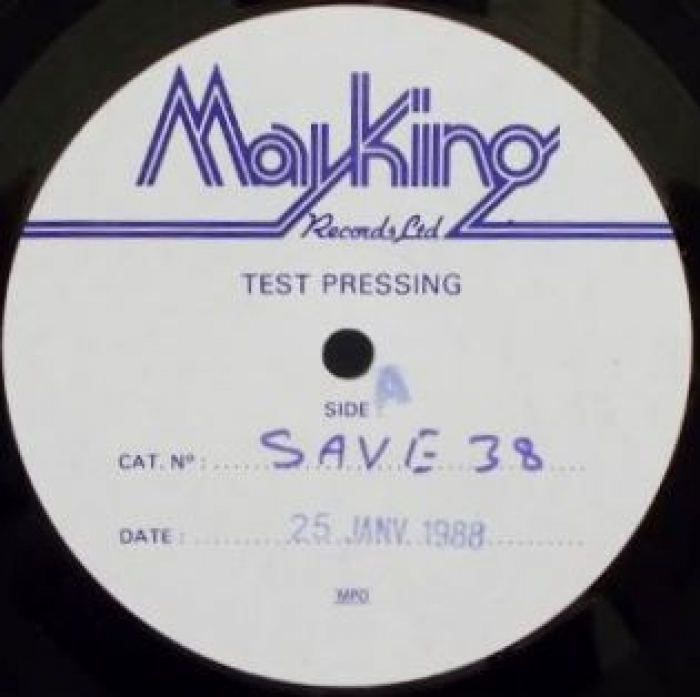 MayKing
Records Ltd
TEST PRESSING
SIDE : A
CAT. Nº : SAVE 38
DATE : 25 JANV. 1988
MPO